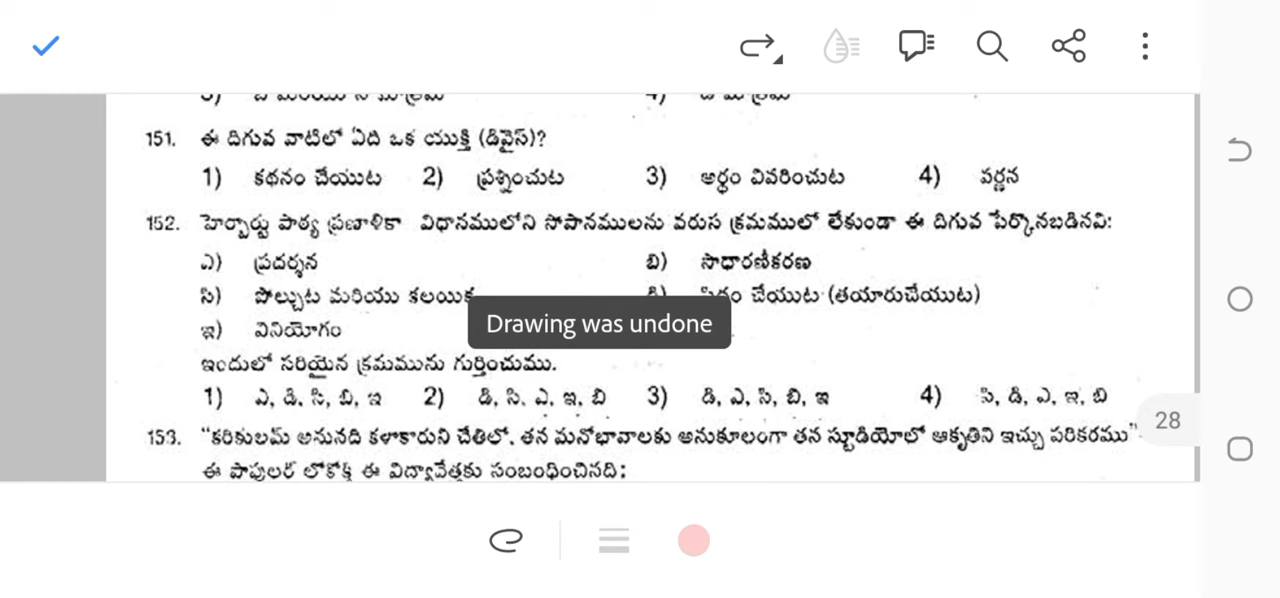 151. ఈ దిగువ వాటిలో ఏది ఒక యుక్తి (డివైస్)?
1) కథనం చేయుట 2) ప్రశ్నించుట 3) అర్థం వివరించుట 4) వర్ణన
152. హెర్బార్టు పాఠ్య ప్రణాళికా విధానములోని సోపానములను వరుస క్రమములో లేకుండా ఈ దిగువ పేర్కొనబడినవి:
ఎ) ప్రదర్శన బి) సాధారణీకరణ
సి) పోల్చుట మరియు కలయిక చేయుట (తయారుచేయుట)
Drawing was undone
ఇ) వినియోగం
ఇందులో సరియైన క్రమమును గుర్తించుము.
1) ఎ, డి, సి, బి, ఇ 2) డి, సి, ఎ, ఇ, బి 3) డి, ఎ, సి, బి, ఇ 4) సి, డి, ఎ, ఇ, బి
28
153. "కరికులమ్ అనునది కళాకారుని చేతిలో, తన మనోభావాలకు అనుకూలంగా తన స్టూడియోలో ఆకృతిని ఇచ్చు పరికరము"
ఈ పాపులర్ లోకోక్తి ఈ విద్యావేత్తకు సంబంధించినది: